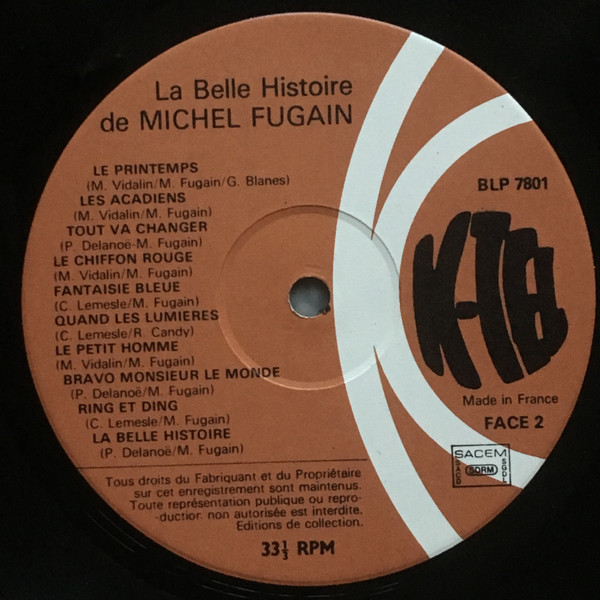 La Belle Histoire
de MICHEL FUGAIN
LE PRINTEMPS
(M. Vidalin/M. Fugain/G. Blanes)
LES ACADIENS
(M. Vidalin/M. Fugain)
TOUT VA CHANGER
(P. Delanoë-M. Fugain)
LE CHIFFON ROUGE
(M. Vidalin/M. Fugain)
FANTAISIE BLEUE
(C. Lemesle/M. Fugain)
QUAND LES LUMIERES
(C. Lemesle/R. Candy)
LE PETIT HOMME
(M. Vidalin/M. Fugain)
BRAVO MONSIEUR LE MONDE
(P. Delanoë/M. Fugain)
RING ET DING
(C. Lemesle/M. Fugain)
LA BELLE HISTOIRE
(P. Delanoë/M. Fugain)
BLP 7801
K-TEL
Made in France
FACE 2
SACEM
SACD
SDRM
SGDL
Tous droits du Fabriquant et du Propriétaire
sur cet enregistrement sont maintenus.
Toute représentation publique ou repro-
duction non autorisée est interdite.
Editions de collection.
33⅓ RPM